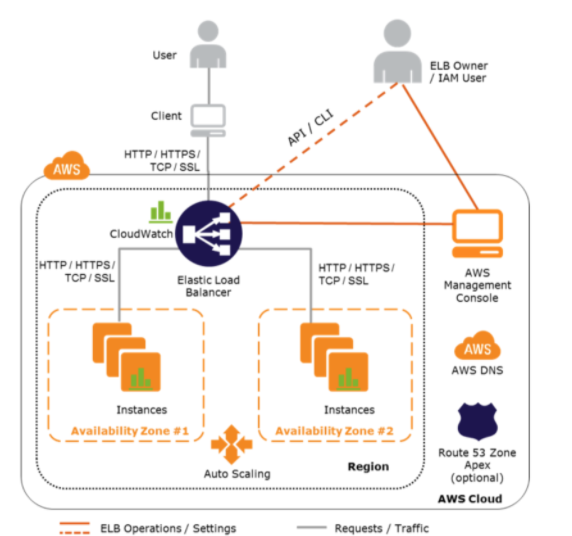 User
ELB Owner
/ IAM User
Client
API / CLI
HTTP / HTTPS /
TCP / SSL
AWS
CloudWatch
HTTP / HTTPS /
TCP / SSL
Elastic Load
Balancer
HTTP / HTTPS /
TCP / SSL
AWS
Management
Console
AWS
AWS DNS
Instances
Availability Zone #1
Instances
Availability Zone #2
Auto Scaling
Region
Route 53 Zone
Apex
(optional)
AWS Cloud
ELB Operations / Settings
Requests / Traffic